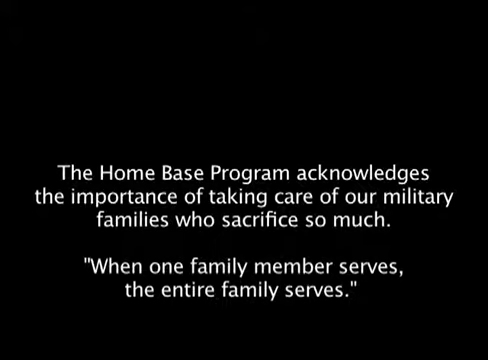 The Home Base Program acknowledges
the importance of taking care of our military
families who sacrifice so much.
"When one family member serves,
the entire family serves."